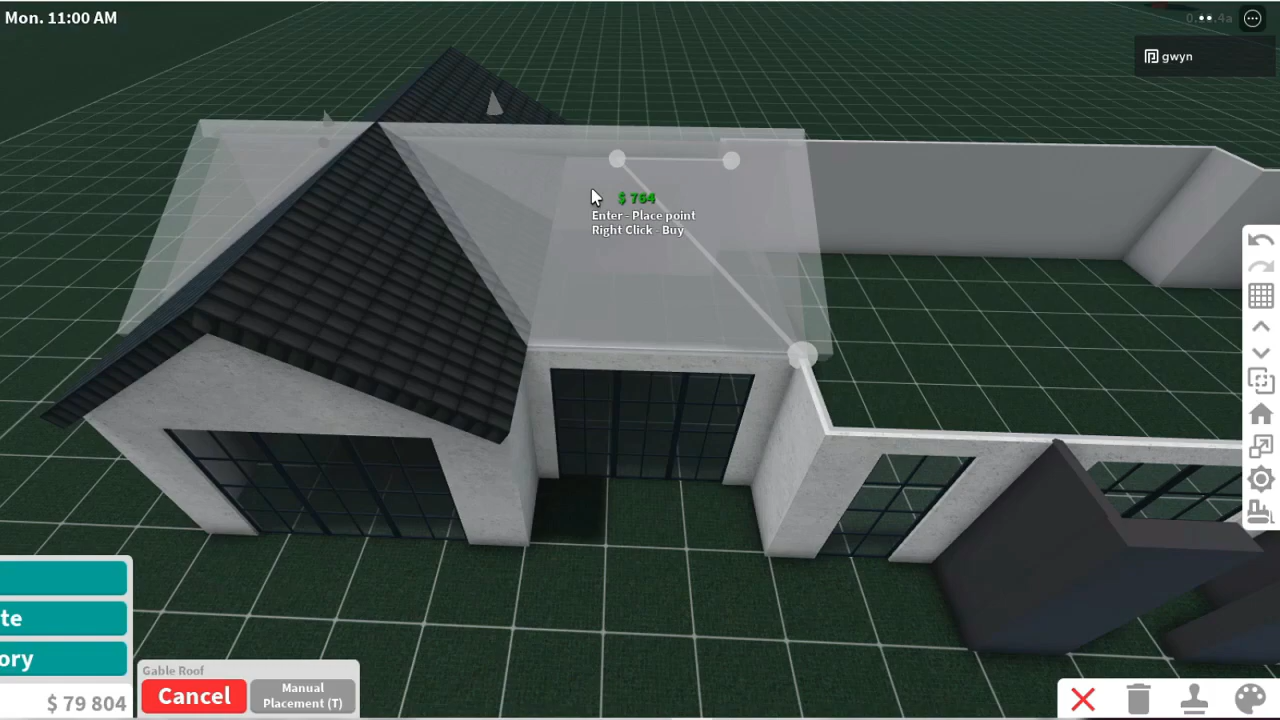 Mon. 11:00 AM
gwyn
$ 764
Enter - Place point
Right Click - Buy
te
ory
$ 79 804
Gable Roof
Cancel
Manual
Placement (T)